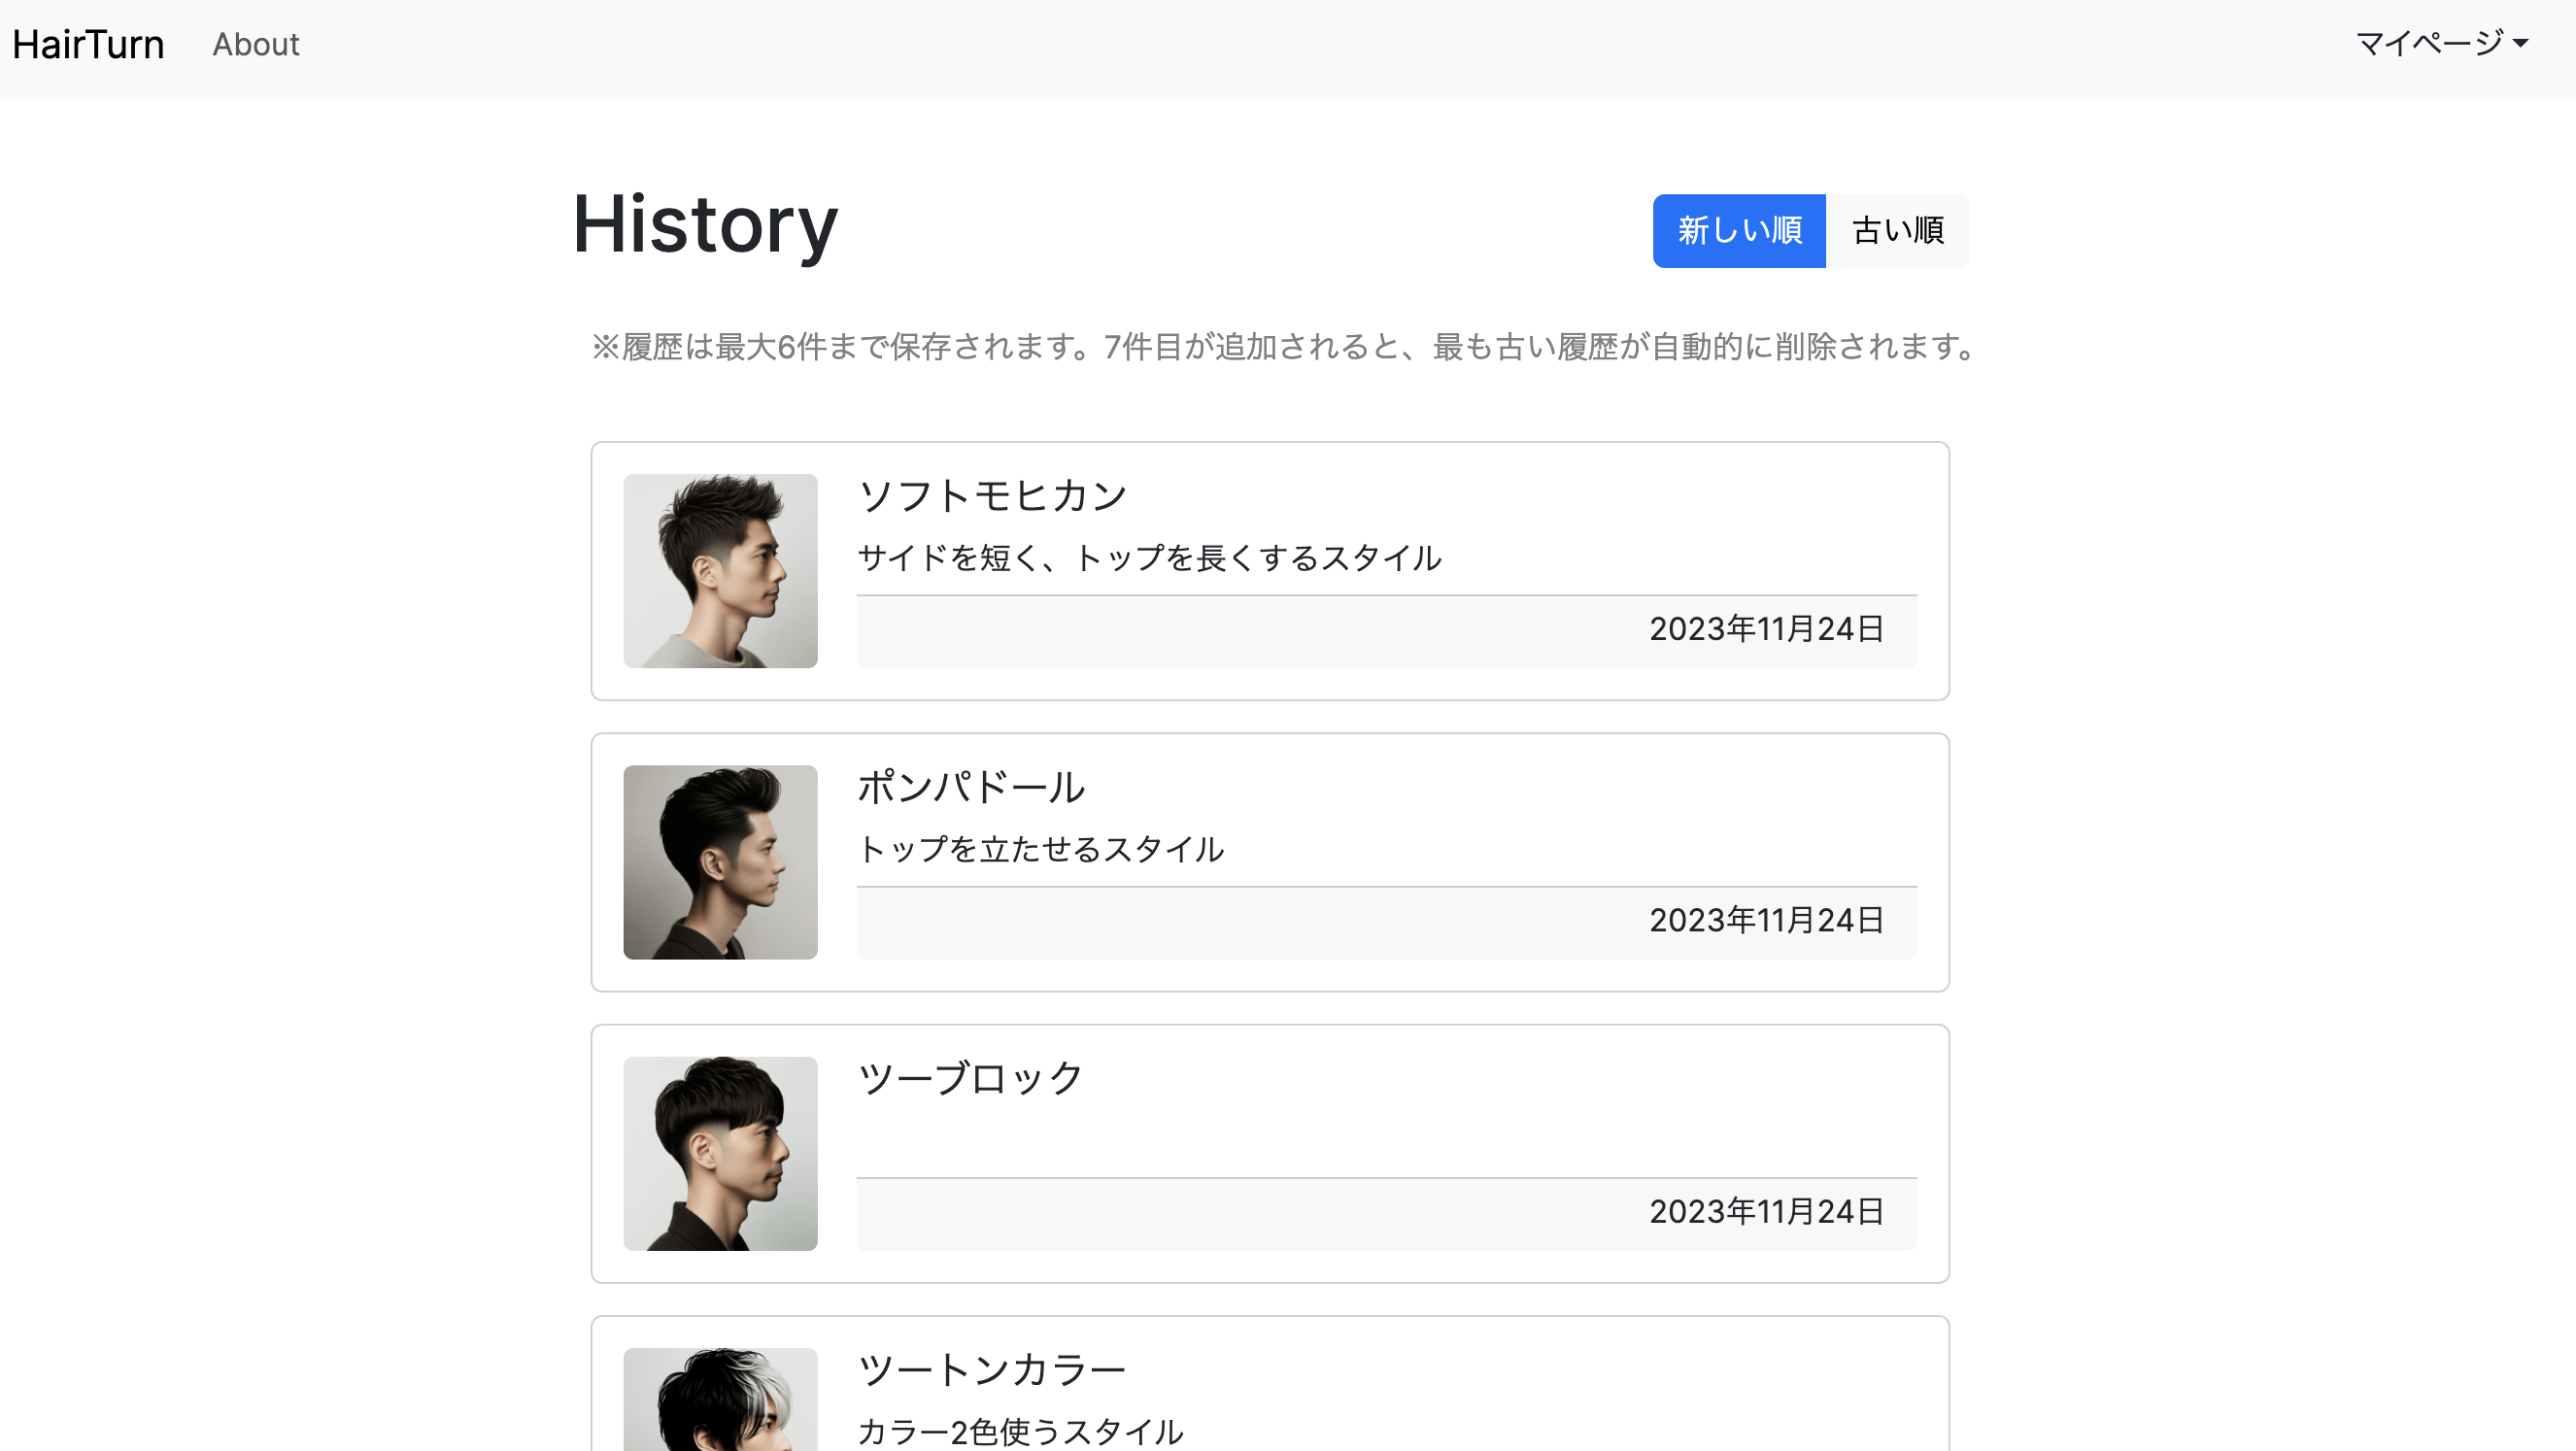 HairTurn
About
マイページ
History
新しい順
古い順
※履歴は最大6件まで保存されます。7件目が追加されると、最も古い履歴が自動的に削除されます。
ソフトモヒカン
サイドを短く、トップを長くするスタイル
2023年11月24日
ポンパドール
トップを立たせるスタイル
2023年11月24日
ツーブロック
2023年11月24日
ツートンカラー
カラー2色使うスタイル